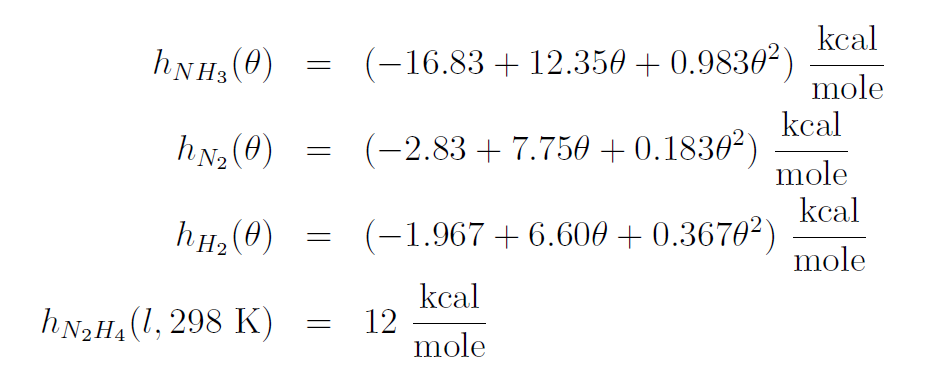 h_{NH_3}(θ) = (−16.83 + 12.35θ + 0.983θ²) kcal/mole
h_{N_2}(θ) = (−2.83 + 7.75θ + 0.183θ²) kcal/mole
h_{H_2}(θ) = (−1.967 + 6.60θ + 0.367θ²) kcal/mole
h_{N_2H_4}(l, 298 K) = 12 kcal/mole